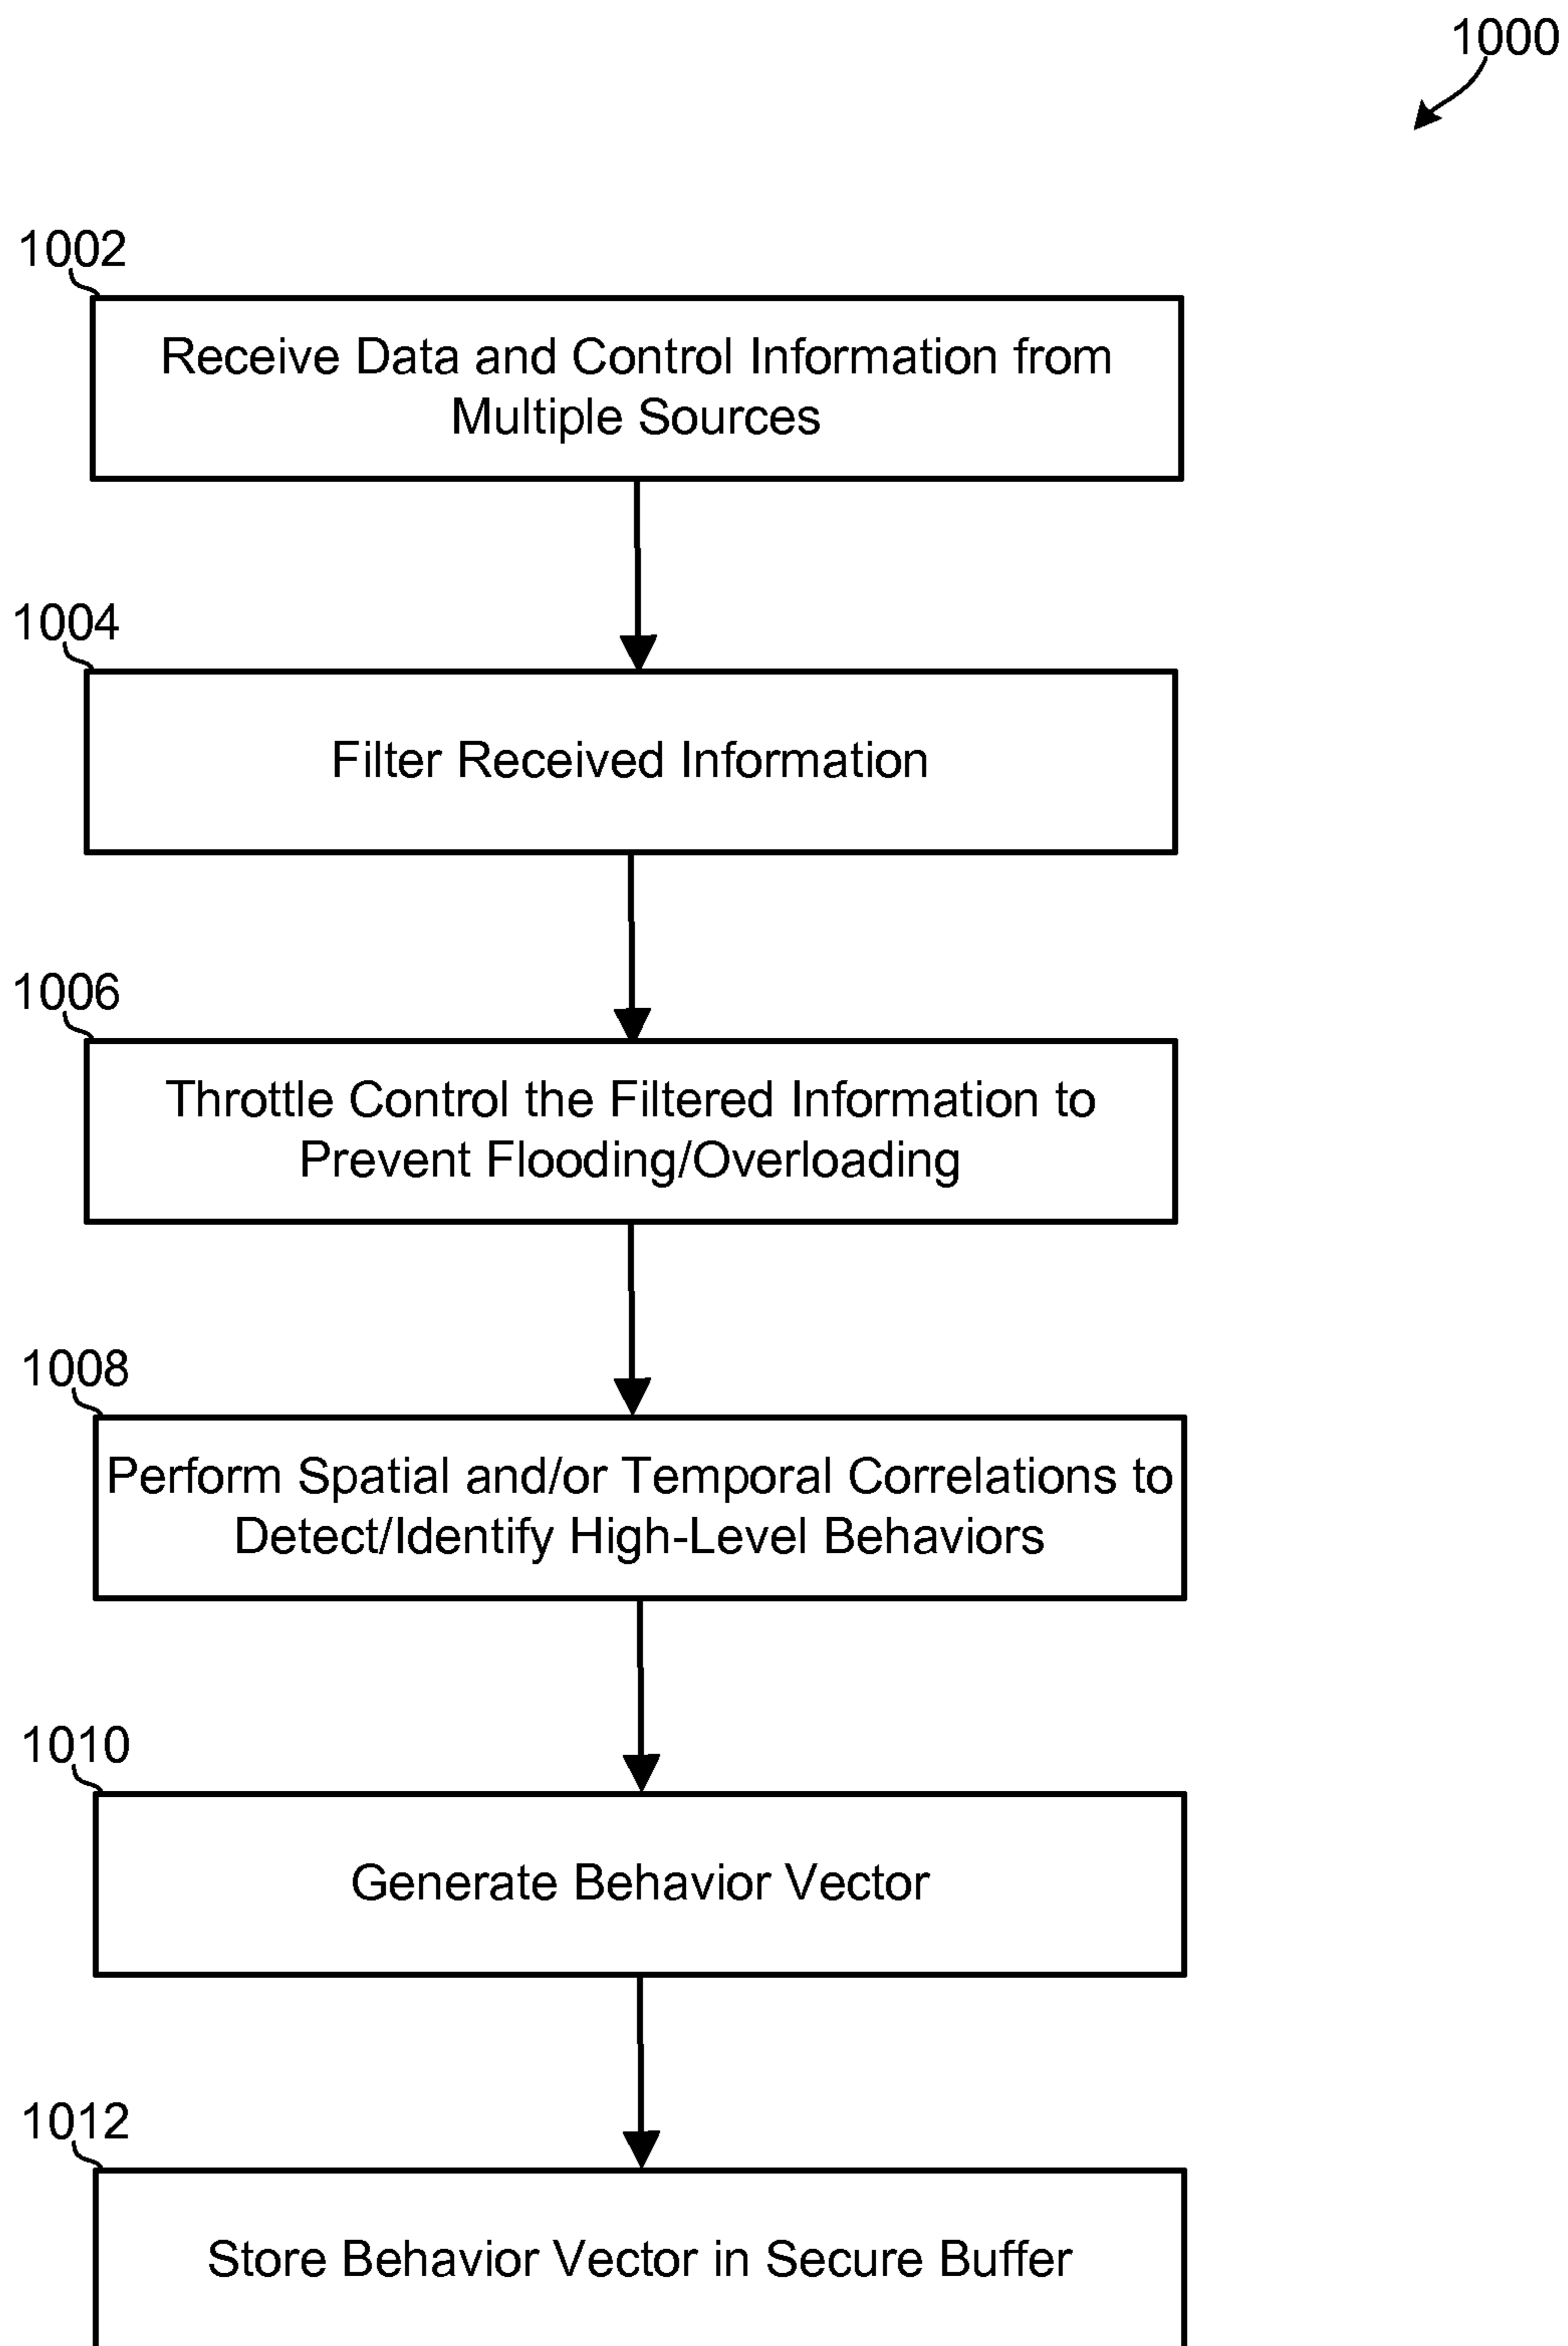 1000
1002
Receive Data and Control Information from
Multiple Sources
1004
Filter Received Information
1006
Throttle Control the Filtered Information to
Prevent Flooding/Overloading
1008
Perform Spatial and/or Temporal Correlations to
Detect/Identify High-Level Behaviors
1010
Generate Behavior Vector
1012
Store Behavior Vector in Secure Buffer